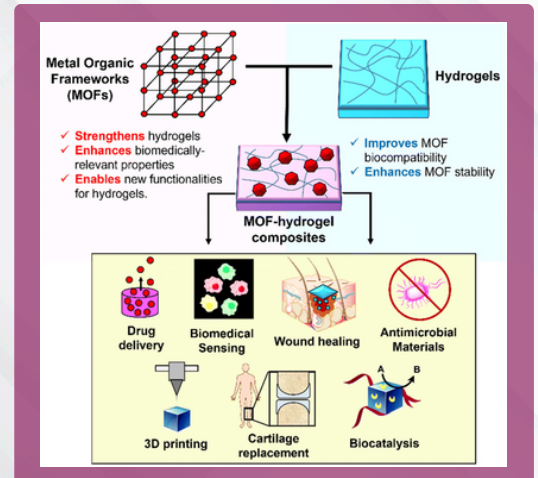 Metal Organic
Frameworks
(MOFs)
Hydrogels
✓ Strengthens hydrogels
✓ Enhances biomedically-
relevant properties
✓ Enables new functionalities
for hydrogels.
✓ Improves MOF
biocompatibility
✓ Enhances MOF stability
MOF-hydrogel
composites
Drug
delivery
Biomedical
Sensing
Wound healing
Antimicrobial
Materials
3D printing
Cartilage
replacement
A
B
Biocatalysis